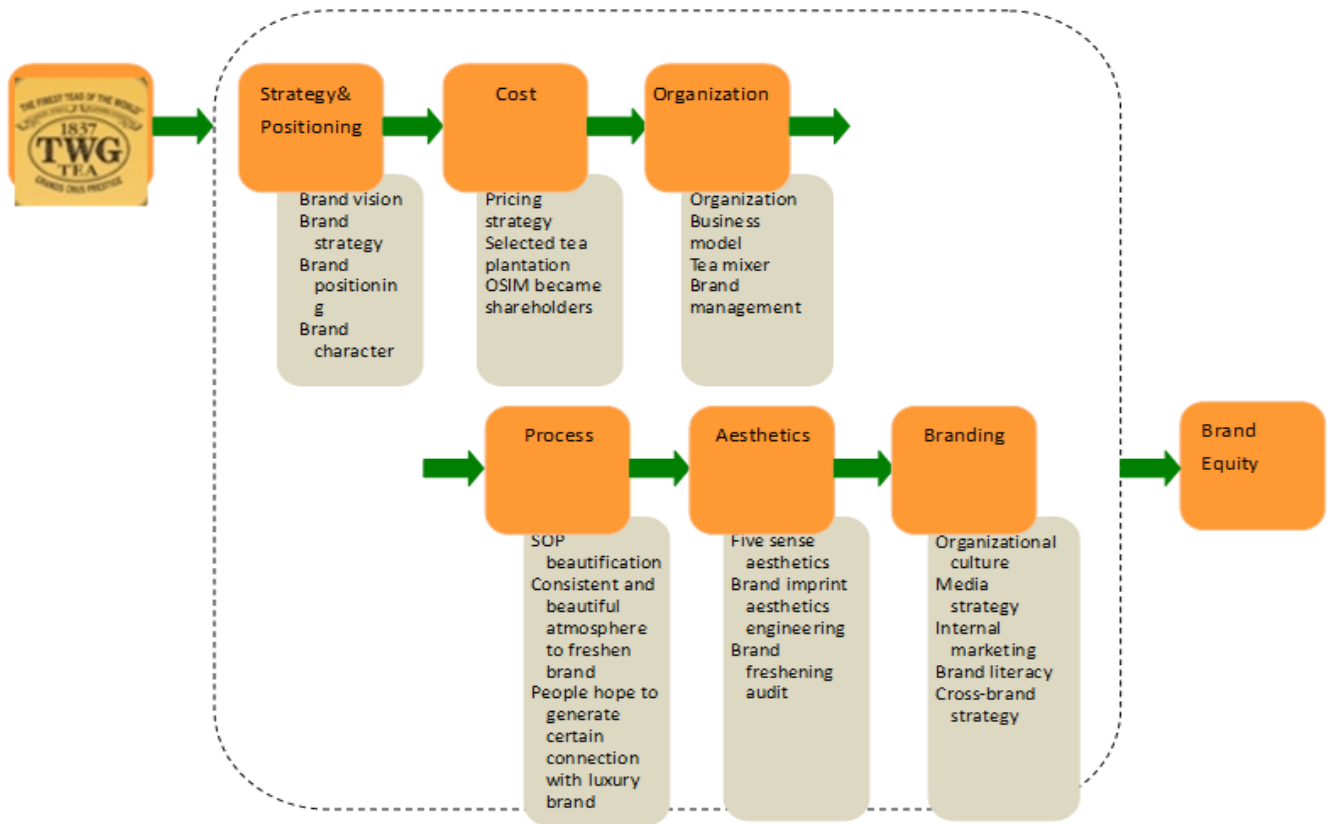 THE FINEST TEAS OF THE WORLD
1837
TWG
TEA
GRANDS CRUS PRESTIGE
Strategy&
Positioning
Brand vision
Brand
strategy
Brand
positionin
g
Brand
character
Cost
Pricing
strategy
Selected tea
plantation
OSIM became
shareholders
Organization
Organization
Business
model
Tea mixer
Brand
management
Process
SOP
beautification
Consistent and
beautiful
atmosphere
to freshen
brand
People hope to
generate
certain
connection
with luxury
brand
Aesthetics
Five sense
aesthetics
Brand imprint
aesthetics
engineering
Brand
freshening
audit
Branding
Organizational
culture
Media
strategy
Internal
marketing
Brand literacy
Cross-brand
strategy
Brand
Equity